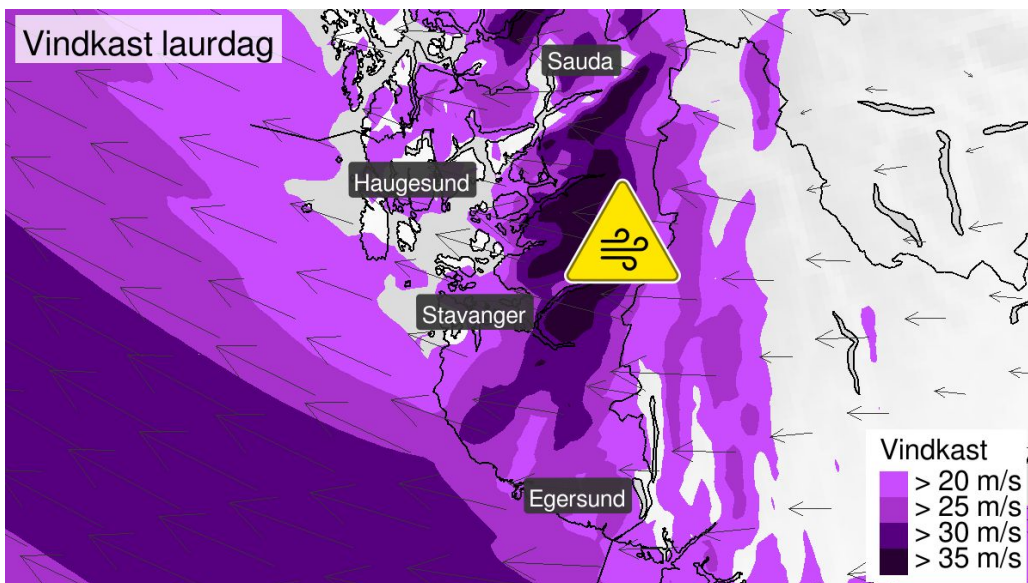 Vindkast laurdag
Sauda
Haugesund
Stavanger
Egersund
Vindkast
> 20 m/s
> 25 m/s
> 30 m/s
> 35 m/s